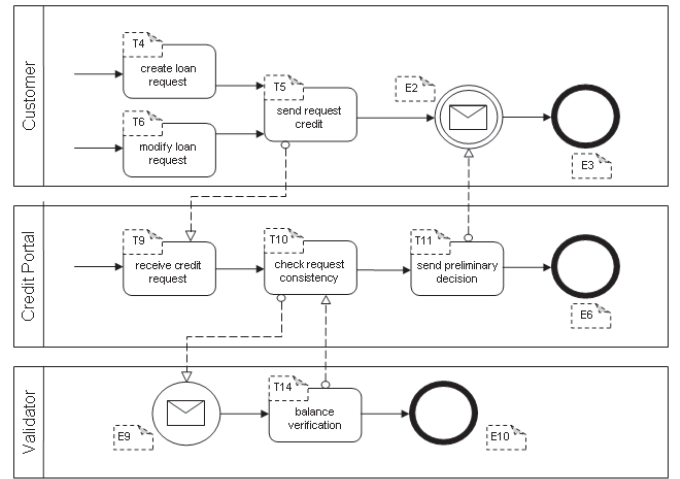 Customer
T4
create loan
request
T6
modify loan
request
T5
send request
credit
E2
E3
Credit Portal
T9
receive credit
request
T10
check request
consistency
T11
send preliminary
decision
E6
Validator
E9
T14
balance
verification
E10